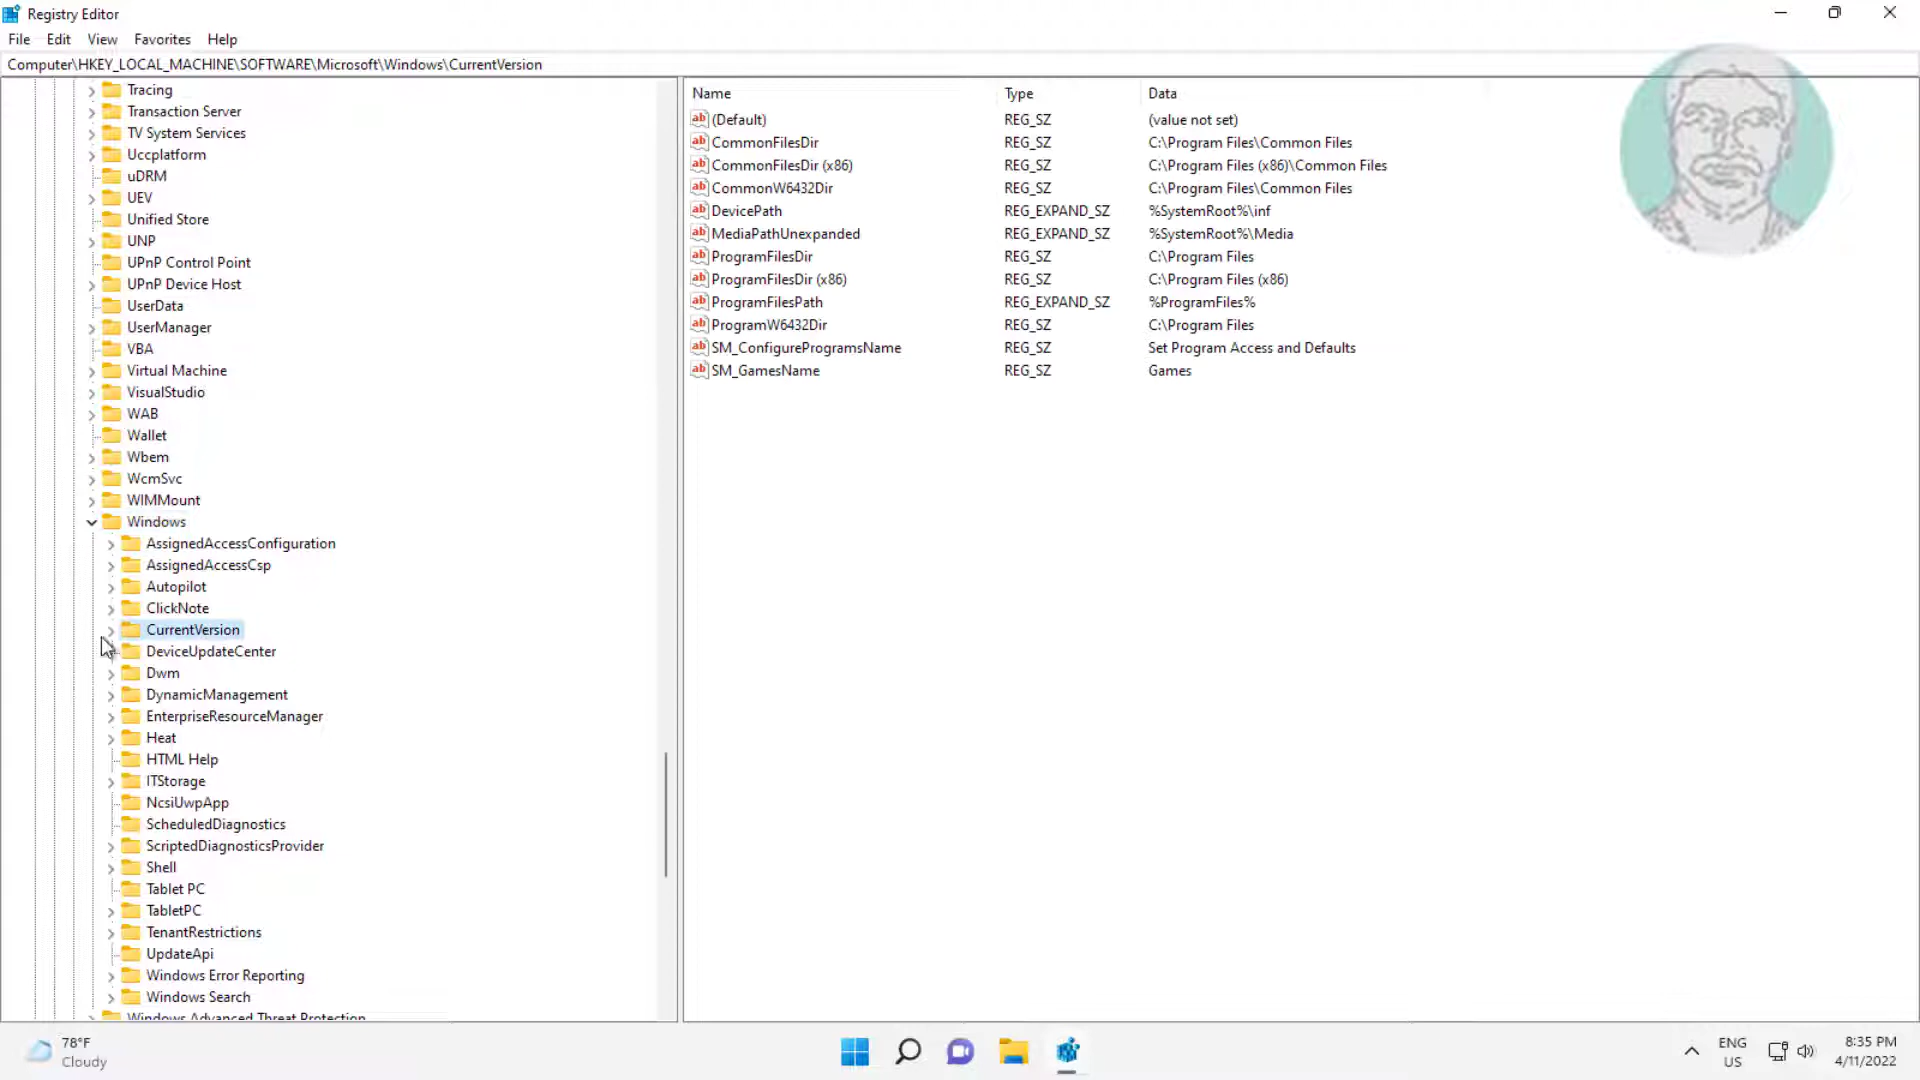 Registry Editor
File Edit View Favorites Help
Computer\HKEY_LOCAL_MACHINE\SOFTWARE\Microsoft\Windows\CurrentVersion
Tracing
Transaction Server
TV System Services
Uccplatform
uDRM
UEV
Unified Store
UNP
UPnP Control Point
UPnP Device Host
UserData
UserManager
VBA
Virtual Machine
VisualStudio
WAB
Wallet
Wbem
WcmSvc
WIMMount
Windows
AssignedAccessConfiguration
AssignedAccessCsp
Autopilot
ClickNote
CurrentVersion
DeviceUpdateCenter
Dwm
DynamicManagement
EnterpriseResourceManager
Heat
HTML Help
ITStorage
NcsiUwpApp
ScheduledDiagnostics
ScriptedDiagnosticsProvider
Shell
Tablet PC
TabletPC
TenantRestrictions
UpdateApi
Windows Error Reporting
Windows Search
Windows Advanced Threat Protection
Name Type Data
(Default) REG_SZ (value not set)
CommonFilesDir REG_SZ C:\Program Files\Common Files
CommonFilesDir (x86) REG_SZ C:\Program Files (x86)\Common Files
CommonW6432Dir REG_SZ C:\Program Files\Common Files
DevicePath REG_EXPAND_SZ %SystemRoot%\inf
MediaPathUnexpanded REG_EXPAND_SZ %SystemRoot%\Media
ProgramFilesDir REG_SZ C:\Program Files
ProgramFilesDir (x86) REG_SZ C:\Program Files (x86)
ProgramFilesPath REG_EXPAND_SZ %ProgramFiles%
ProgramW6432Dir REG_SZ C:\Program Files
SM_ConfigureProgramsName REG_SZ Set Program Access and Defaults
SM_GamesName REG_SZ Games
78°F
Cloudy
ENG
US
8:35 PM
4/11/2022